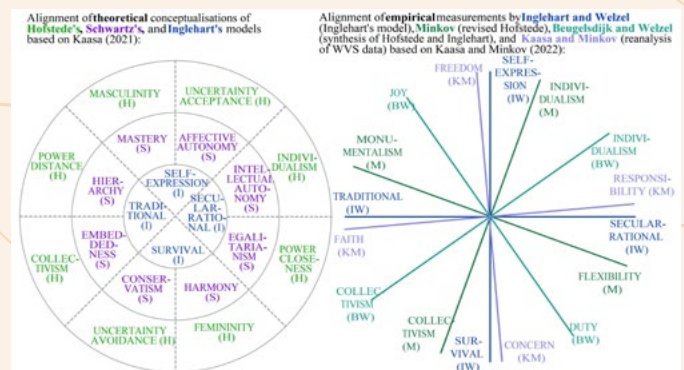 Alignment of theoretical conceptualisations of
Hofstede's, Schwartz's, and Inglehart's models
based on Kaasa (2021):
MASCULINITY
(H)
UNCERTAINTY
ACCEPTANCE (H)
POWER
DISTANCE
(H)
MASTERY
(S)
AFFECTIVE
AUTONOMY
(S)
INDIVI-
DUALISM
(H)
HIER-
ARCHY
(S)
SELF-
EXPRESSION
(I)
INTEL-
LECTUAL
AUTO-
NOMY
(S)
TRADI-
TIONAL
(I)
SECU-
LAR-
RATIO-
NAL (I)
EMBED-
DED-
NESS
(S)
SURVIVAL
(I)
EGALI-
TARIA-
NISM
(S)
COLLEC-
TIVISM
(H)
CONSER-
VATISM
(S)
HARMONY
(S)
POWER
CLOSE-
NESS
(H)
UNCERTAINTY
AVOIDANCE (H)
FEMININITY
(H)
Alignment of empirical measurements by Inglehart and Welzel
(Inglehart's model), Minkov (revised Hofstede), Beugelsdijk and Welzel
(synthesis of Hofstede and Inglehart), and Kaasa and Minkov (reanalysis
of WVS data) based on Kaasa and Minkov (2022):
FREEDOM
(KM)
SELF-
EXPRES-
SION
(IW)
INDIVI-
DUALISM
(M)
JOY
(BW)
MONU-
MENTALISM
(M)
INDIVI-
DUALISM
(BW)
RESPONSI-
BILITY (KM)
TRADITIONAL
(IW)
SECULAR-
RATIONAL
(IW)
FAITH
(KM)
FLEXIBILITY
(M)
COLLEC
TIVISM
(BW)
COLLEC-
TIVISM
(M)
SUR-
VIVAL
(IW)
CONCERN
(KM)
DUTY
(BW)